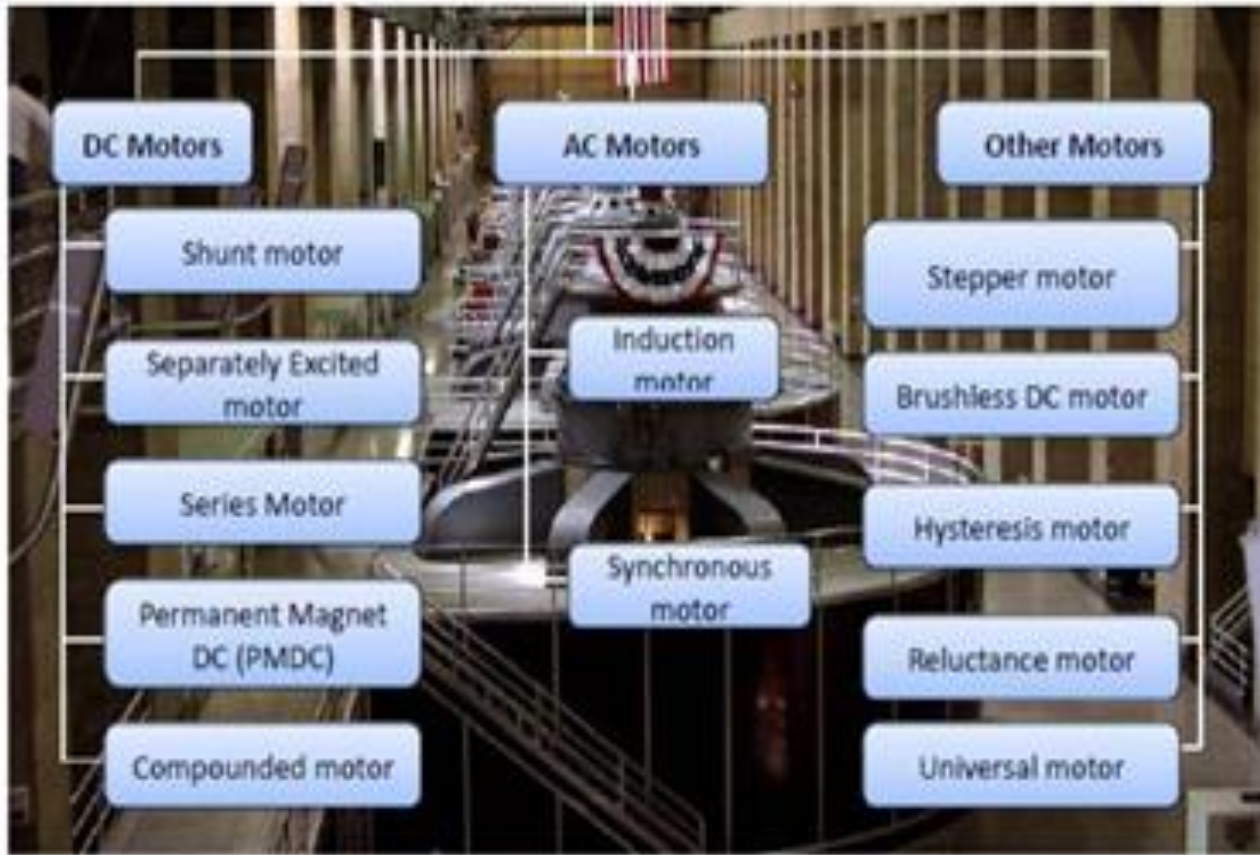 DC Motors
AC Motors
Other Motors
Shunt motor
Separately Excited
motor
Series Motor
Permanent Magnet
DC (PMDC)
Compounded motor
Induction
motor
Synchronous
motor
Stepper motor
Brushless DC motor
Hysteresis motor
Reluctance motor
Universal motor